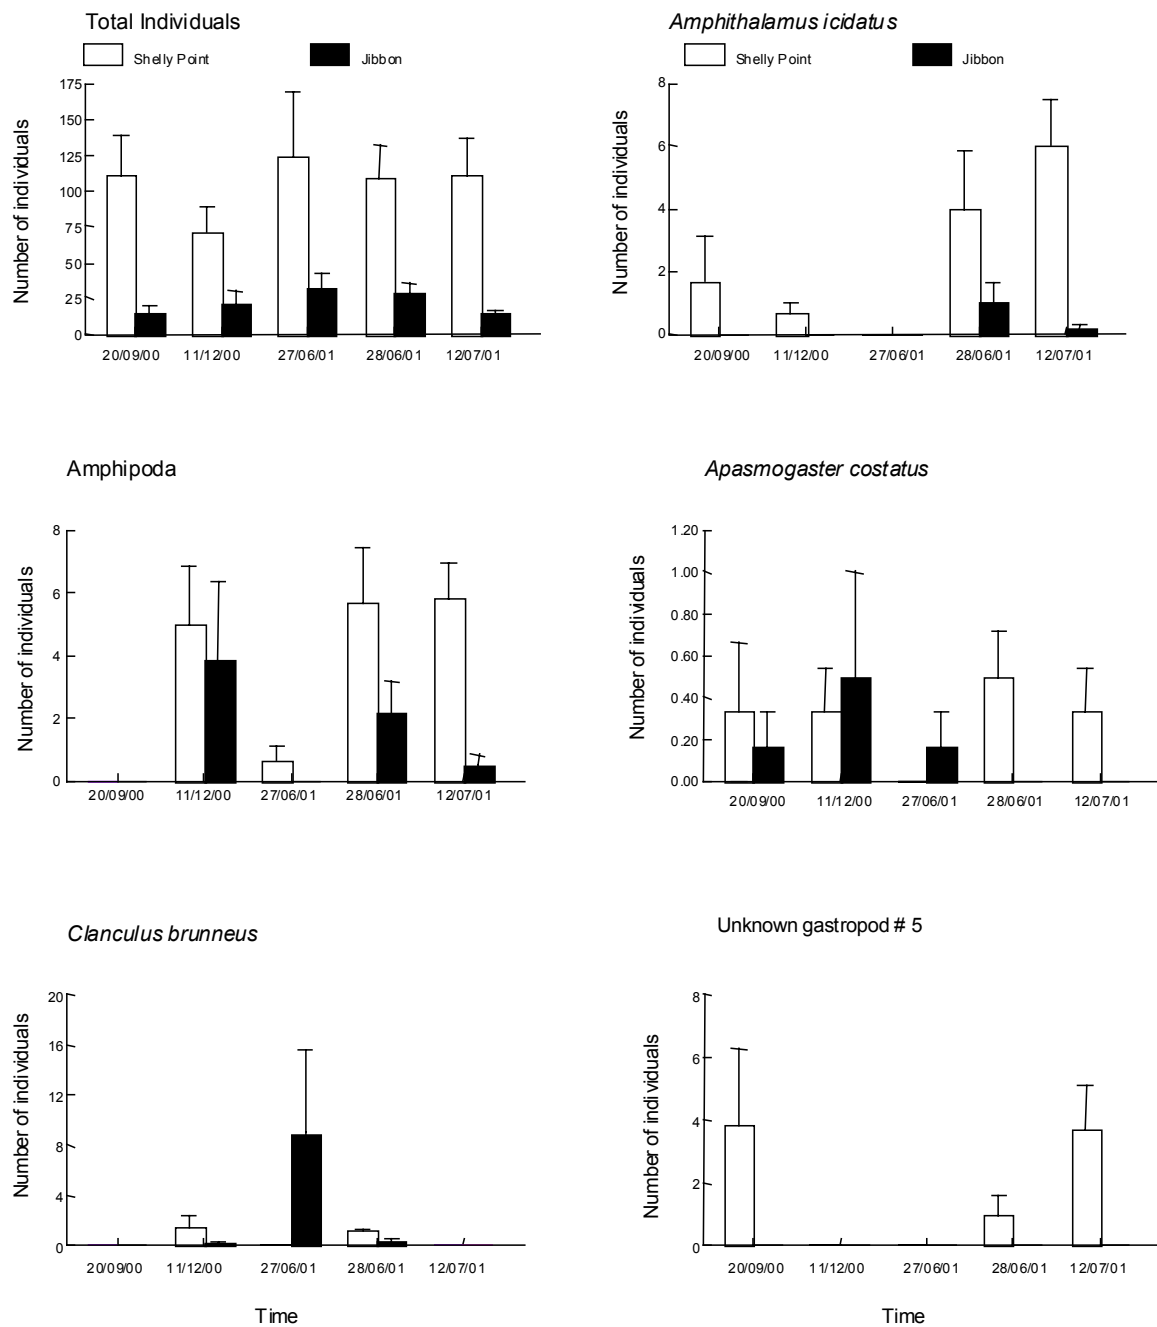 Total Individuals
Shelly Point Jibbon
Number of individuals
175
150
125
100
75
50
25
0
20/09/00 11/12/00 27/06/01 28/06/01 12/07/01
Amphithalamus icidatus
Shelly Point Jibbon
Number of individuals
8
6
4
2
0
20/09/00 11/12/00 27/06/01 28/06/01 12/07/01
Amphipoda
Number of individuals
8
6
4
2
0
20/09/00 11/12/00 27/06/01 28/06/01 12/07/01
Apasmogaster costatus
Number of individuals
1.20
1.00
0.80
0.60
0.40
0.20
0.00
20/09/00 11/12/00 27/06/01 28/06/01 12/07/01
Clanculus brunneus
Number of individuals
20
16
12
8
4
0
20/09/00 11/12/00 27/06/01 28/06/01 12/07/01
Time
Unknown gastropod # 5
Number of individuals
8
6
4
2
0
20/09/00 11/12/00 27/06/01 28/06/01 12/07/01
Time